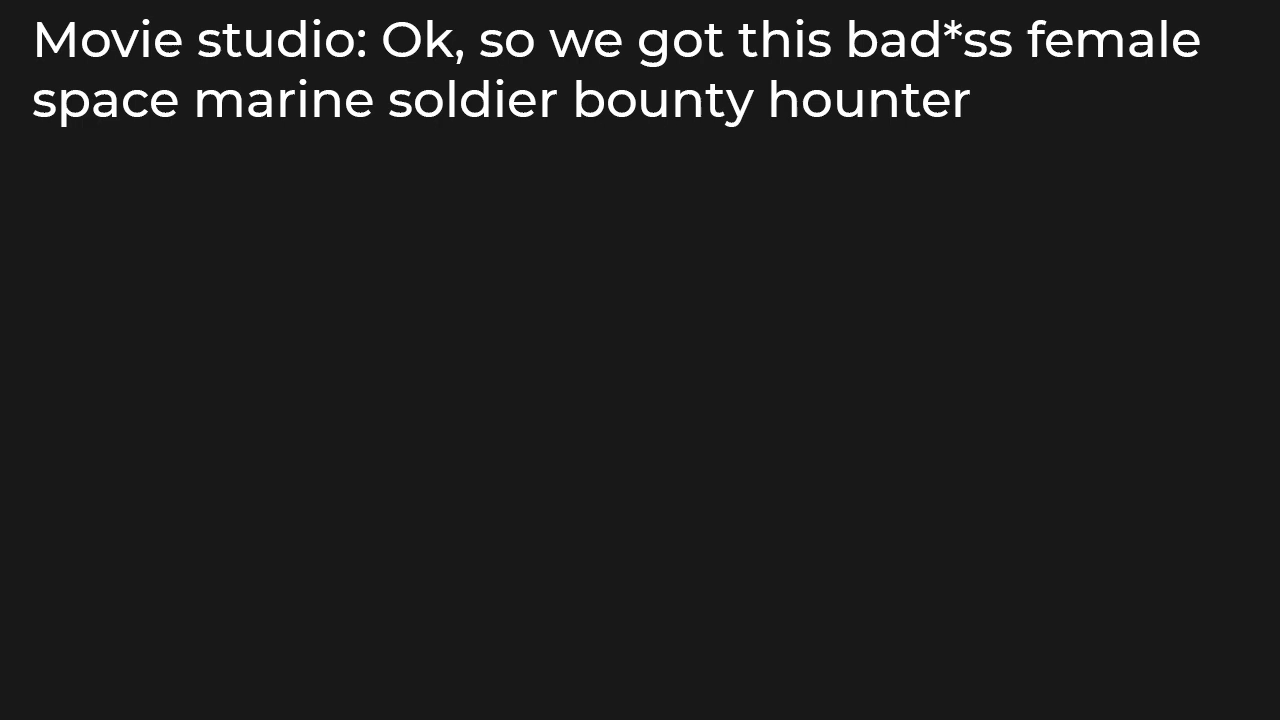 Movie studio: Ok, so we got this bad*ss female
space marine soldier bounty hounter